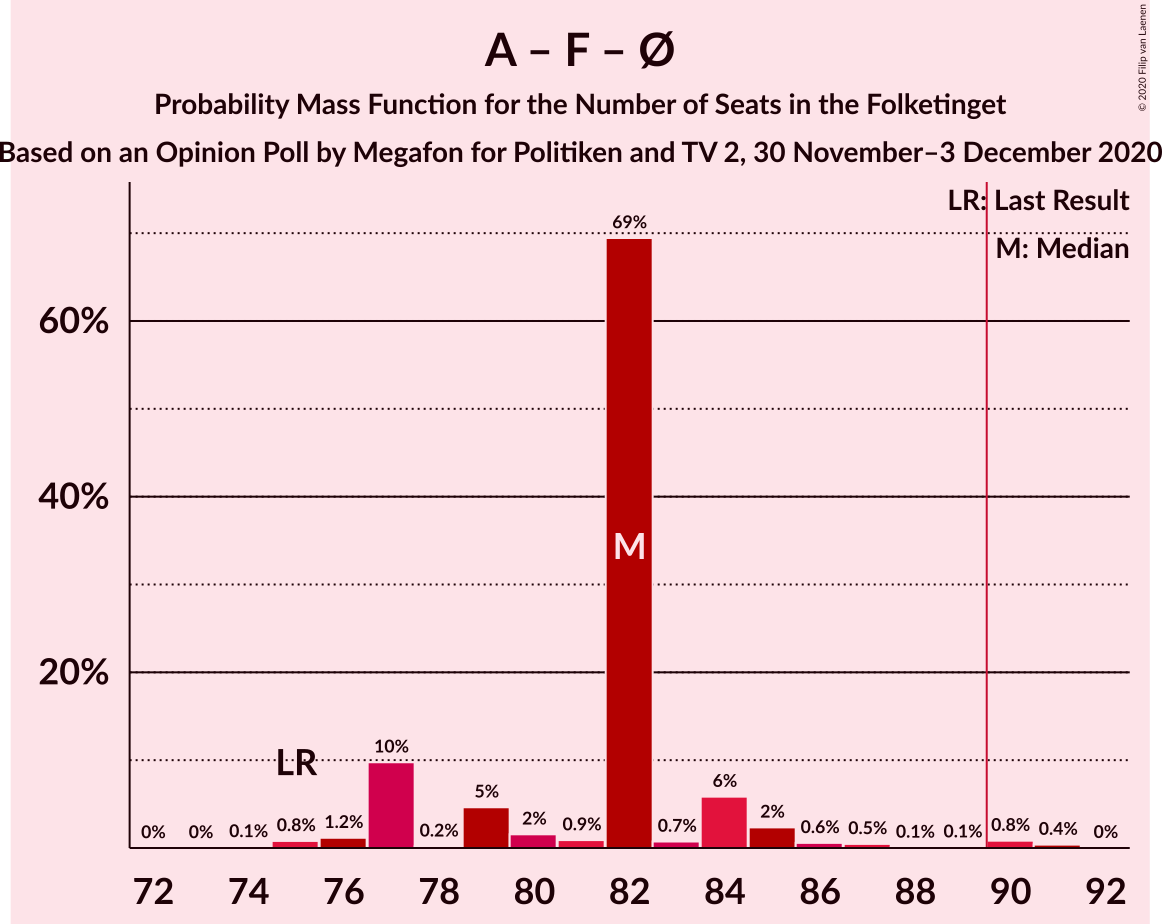 A – F – Ø
Probability Mass Function for the Number of Seats in the Folketinget
Based on an Opinion Poll by Megafon for Politiken and TV 2, 30 November–3 December 2020
© 2020 Filip van Laenen
LR: Last Result
M: Median
69%
60%
40%
M
20%
LR
0% 0% 0.1% 0.8% 1.2% 10% 0.2% 5% 2% 0.9% 0.7% 6% 2% 0.6% 0.5% 0.1% 0.1% 0.8% 0.4% 0%
72 74 76 78 80 82 84 86 88 90 92